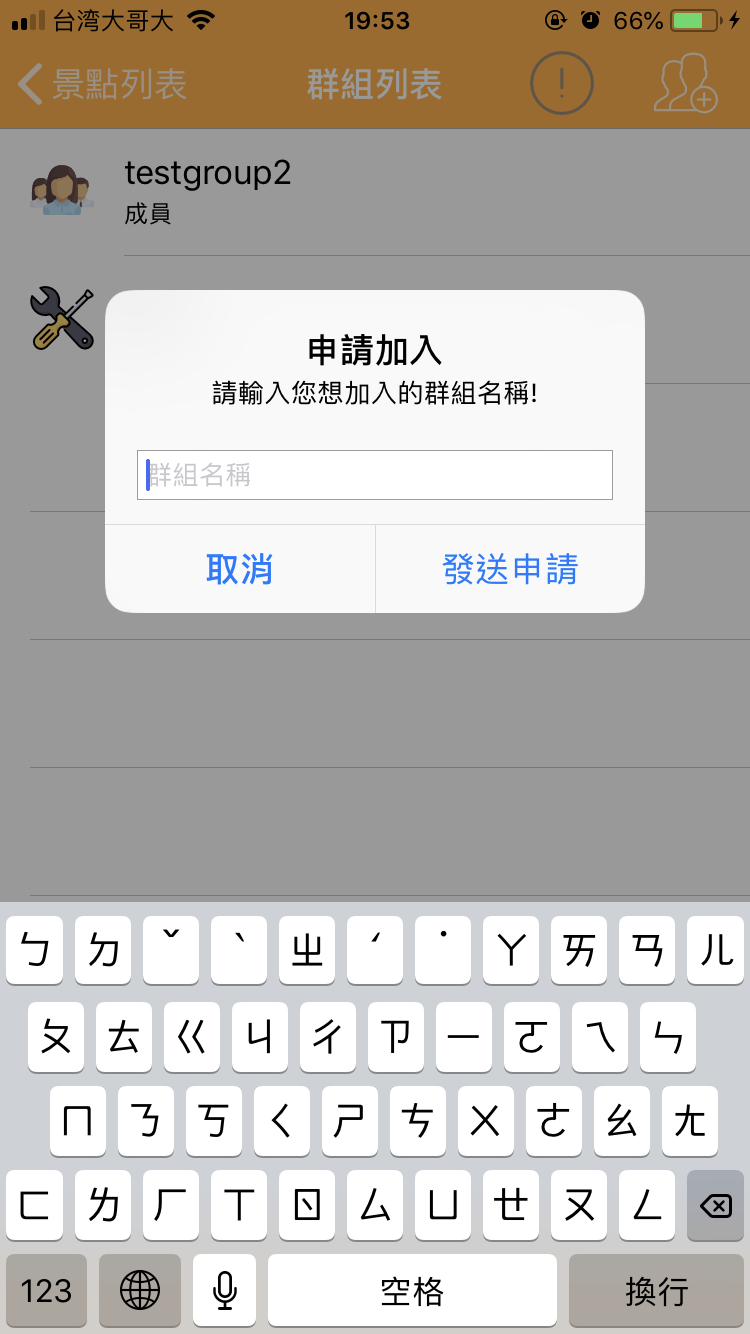 台湾大哥大 19:53 66%
景點列表 群組列表
testgroup2
成員
申請加入
請輸入您想加入的群組名稱!
群組名稱
取消 發送申請
ㄅ ㄉ ˇ ˋ ㄓ ˊ ˙ ㄚ ㄞ ㄢ ㄦ
ㄆ ㄊ ㄍ ㄐ ㄔ ㄗ ㄧ ㄛ ㄟ ㄣ
ㄇ ㄋ ㄎ ㄑ ㄕ ㄘ ㄨ ㄜ ㄠ ㄤ
ㄈ ㄌ ㄏ ㄒ ㄖ ㄙ ㄩ ㄝ ㄡ ㄥ
123 空格 換行